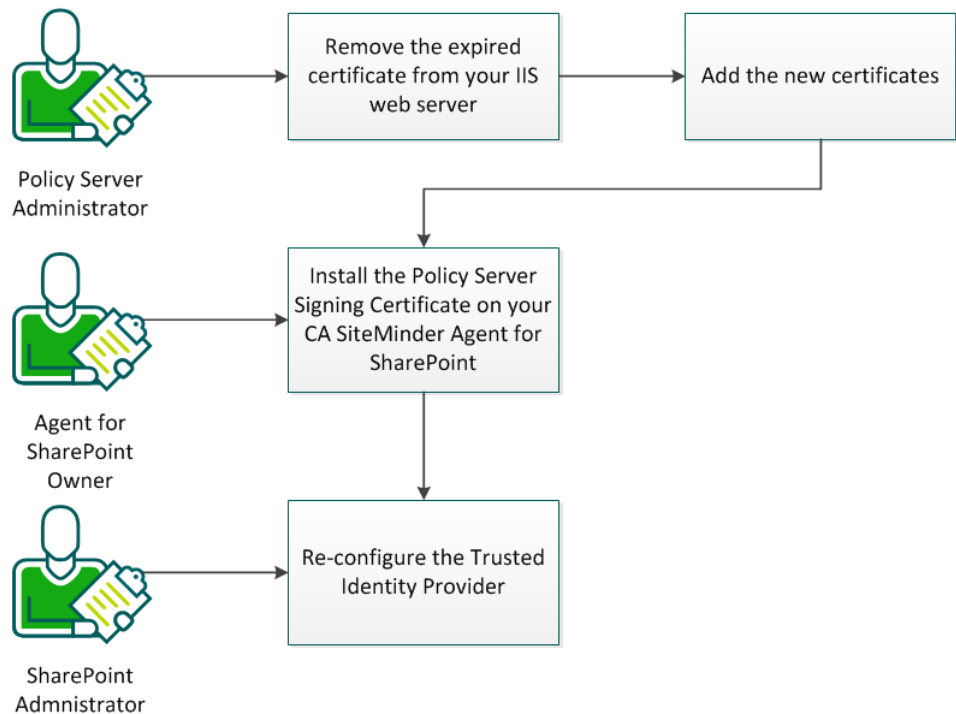 Remove the expired
certificate from your IIS
web server
Add the new certificates
Policy Server
Administrator
Install the Policy Server
Signing Certificate on your
CA SiteMinder Agent for
SharePoint
Agent for
SharePoint
Owner
Re-configure the Trusted
Identity Provider
SharePoint
Admnistrator